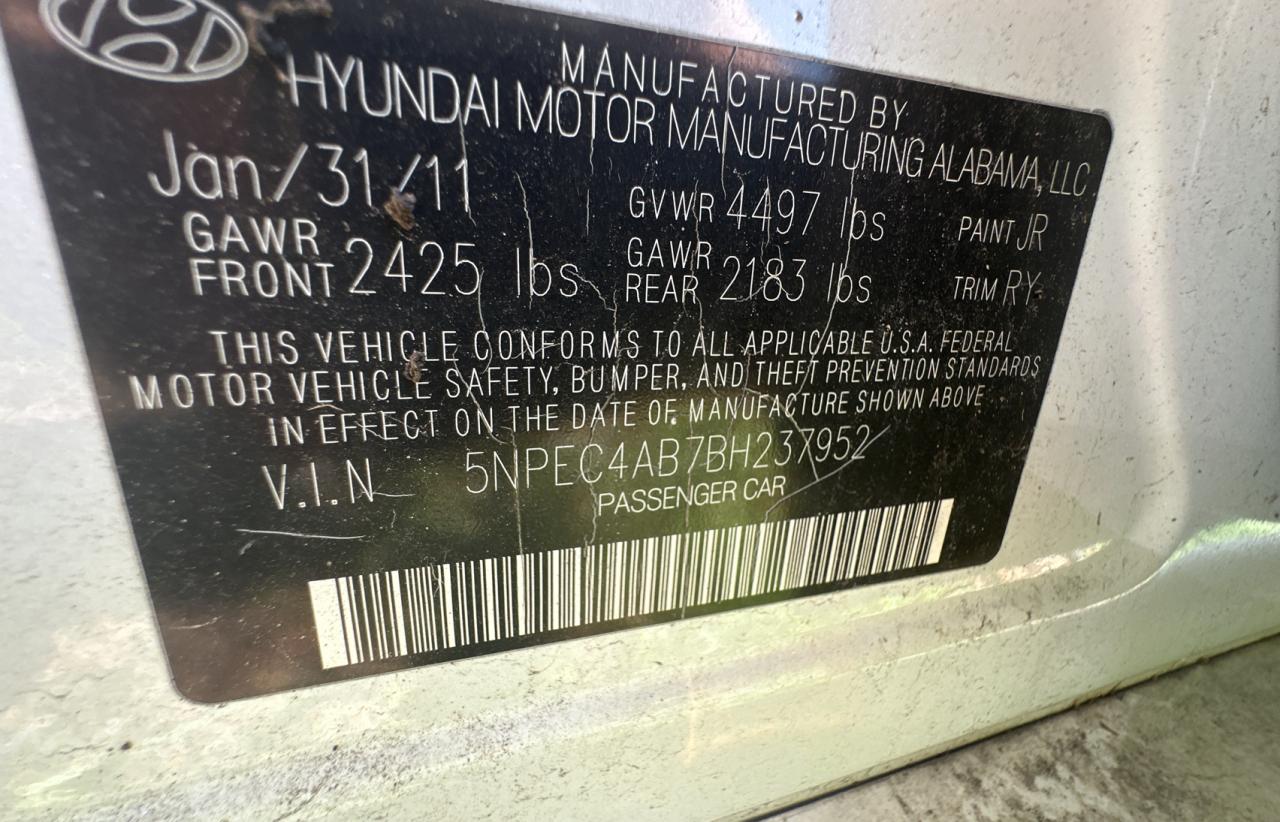 MANUFACTURED BY
HYUNDAI MOTOR MANUFACTURING ALABAMA, LLC
Jan/31/11 GVWR 4497 lbs PAINT JR
GAWR FRONT 2425 lbs GAWR REAR 2183 lbs TRIM RY
THIS VEHICLE CONFORMS TO ALL APPLICABLE U.S.A. FEDERAL
MOTOR VEHICLE SAFETY, BUMPER, AND THEFT PREVENTION STANDARDS
IN EFFECT ON THE DATE OF MANUFACTURE SHOWN ABOVE
V.I.N 5NPEC4AB7BH237952
PASSENGER CAR